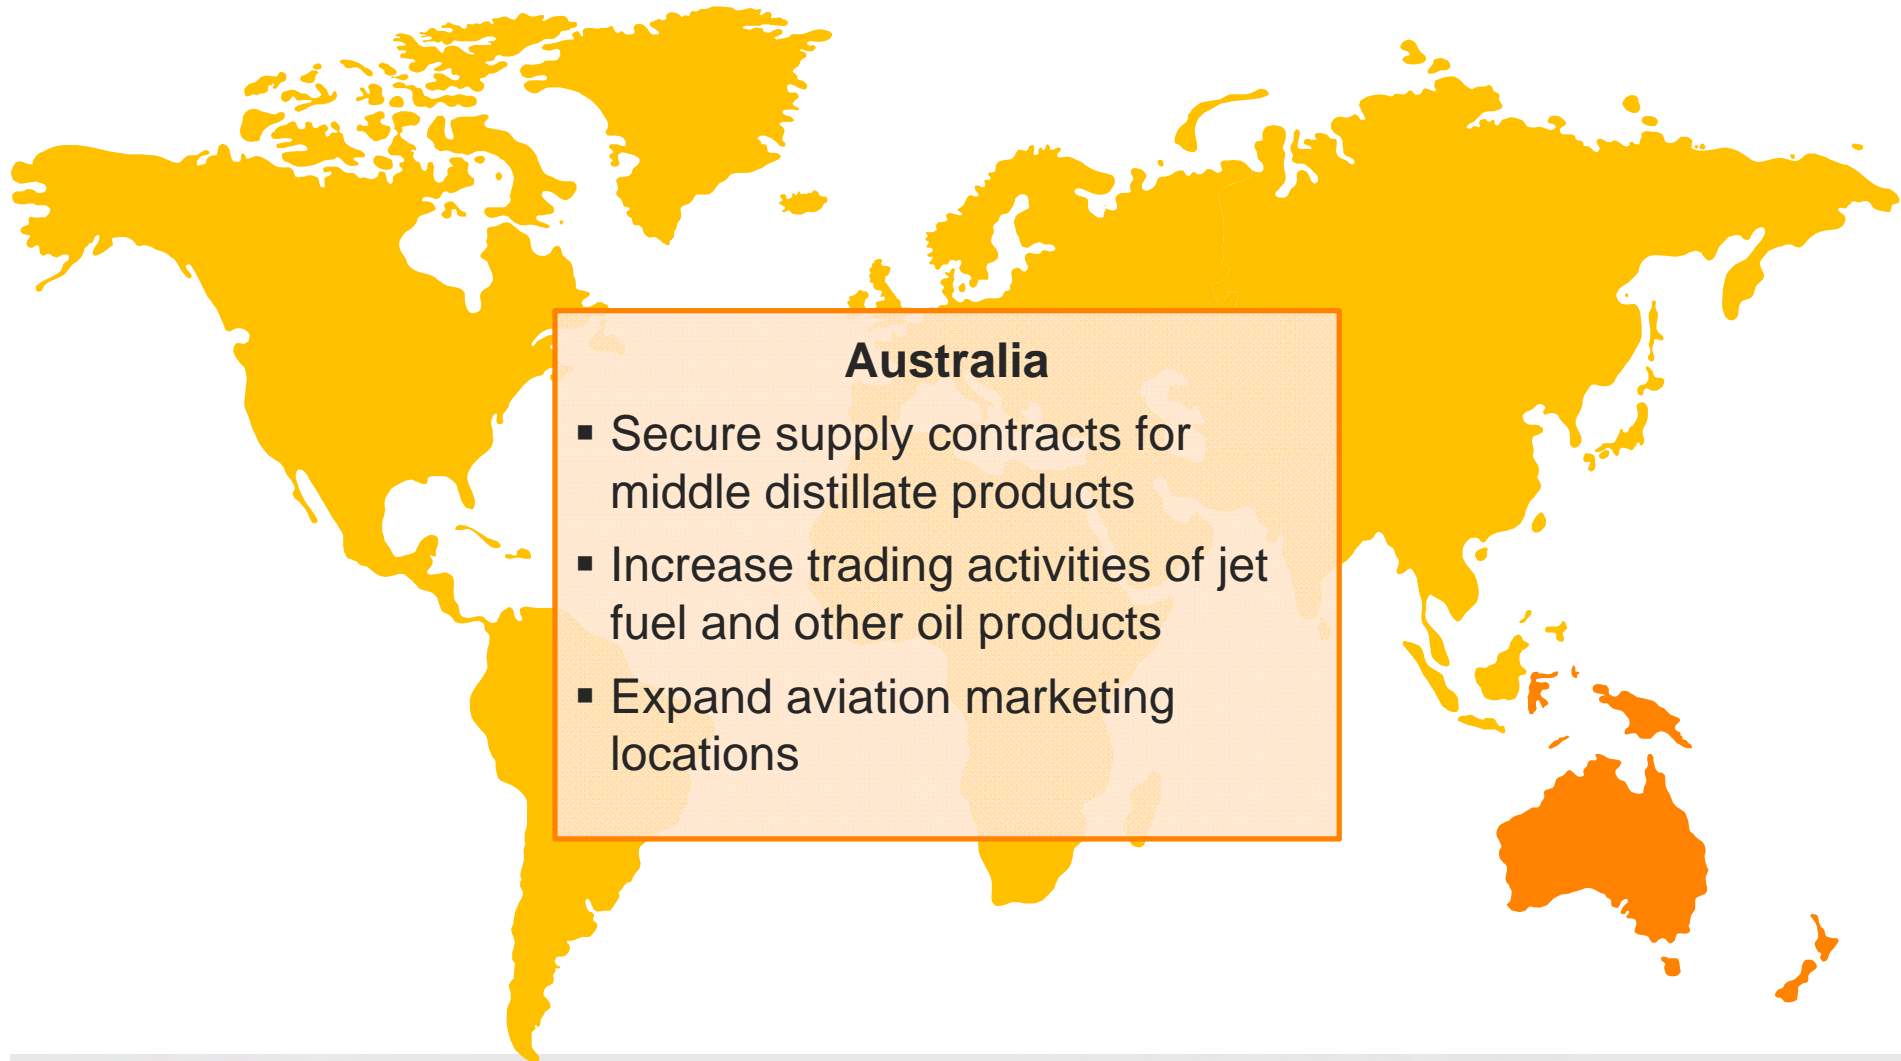 Australia
▪ Secure supply contracts for
middle distillate products
▪ Increase trading activities of jet
fuel and other oil products
▪ Expand aviation marketing
locations